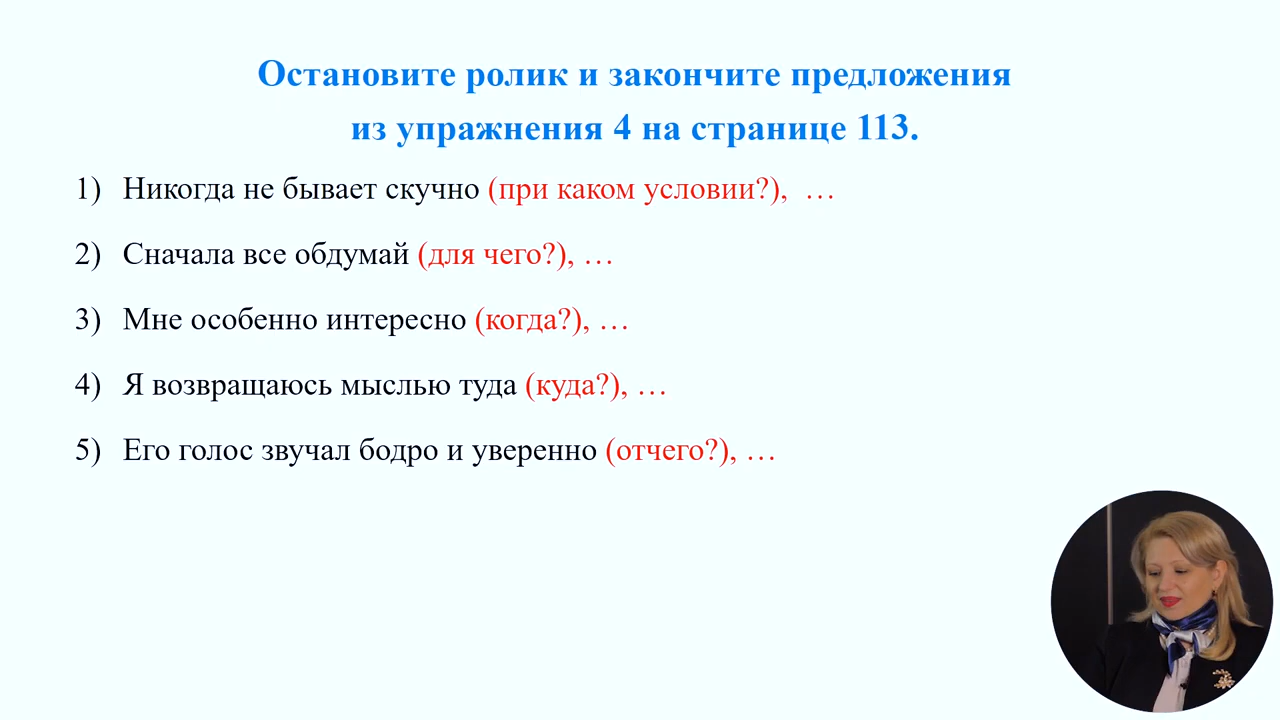 Остановите ролик и закончите предложения
из упражнения 4 на странице 113.
1) Никогда не бывает скучно (при каком условии?), …
2) Сначала все обдумай (для чего?), …
3) Мне особенно интересно (когда?), …
4) Я возвращаюсь мыслью туда (куда?), …
5) Его голос звучал бодро и уверенно (отчего?), …